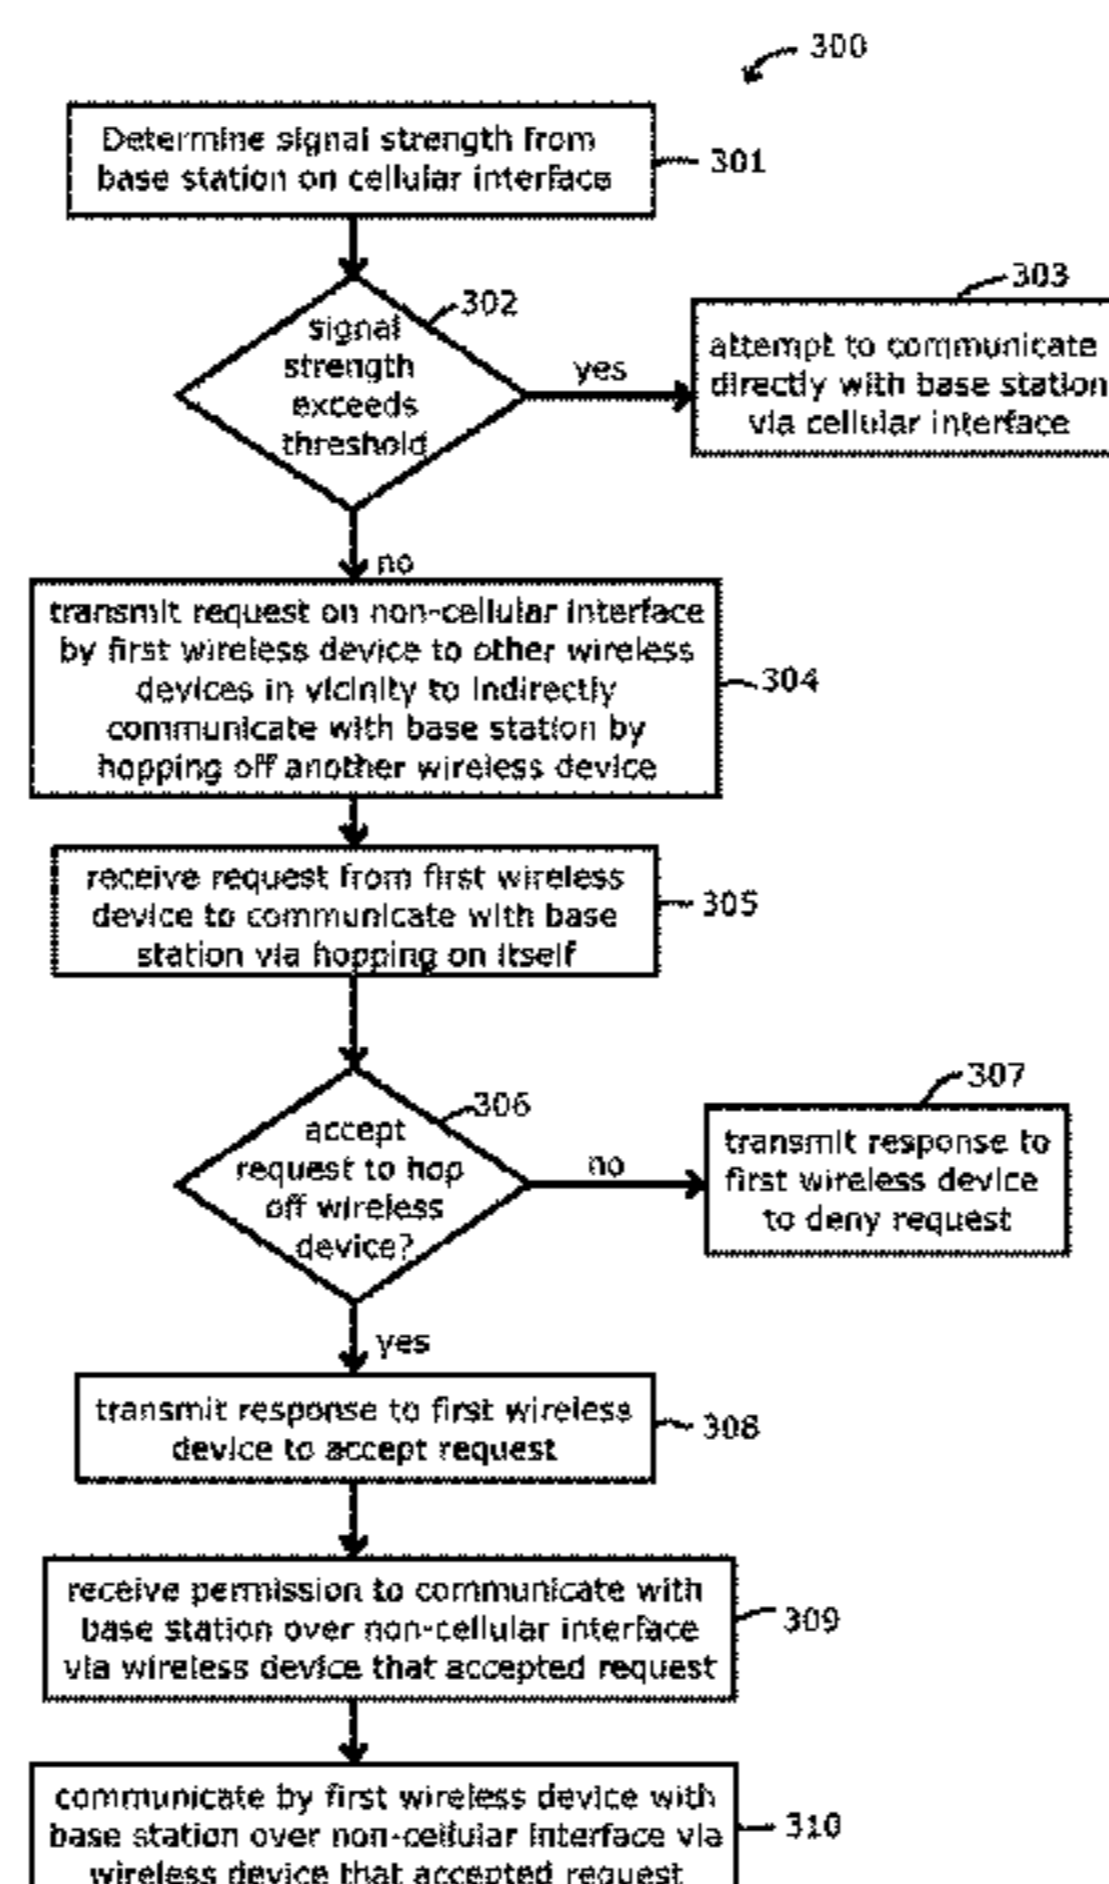 300
Determine signal strength from
base station on cellular interface
301
302
signal
strength
exceeds
threshold
yes
303
attempt to communicate
directly with base station
via cellular interface
no
transmit request on non-cellular interface
by first wireless device to other wireless
devices in vicinity to indirectly
communicate with base station by
hopping off another wireless device
304
receive request from first wireless
device to communicate with base
station via hopping on itself
305
306
accept
request to hop
off wireless
device?
no
307
transmit response to
first wireless device
to deny request
yes
transmit response to first wireless
device to accept request
308
receive permission to communicate with
base station over non-cellular interface
via wireless device that accepted request
309
communicate by first wireless device with
base station over non-cellular interface via
wireless device that accepted request
310